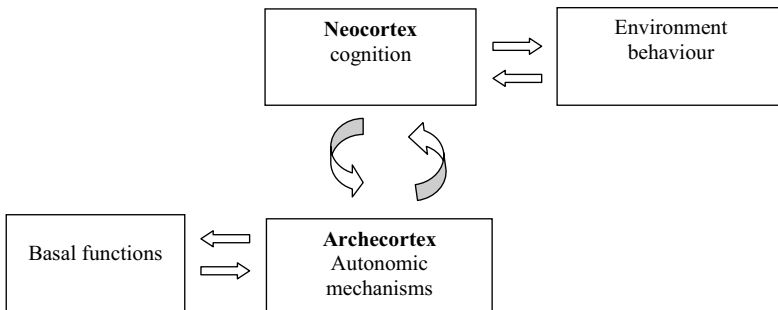 Neocortex
cognition
Environment
behaviour
Basal functions
Archecortex
Autonomic
mechanisms